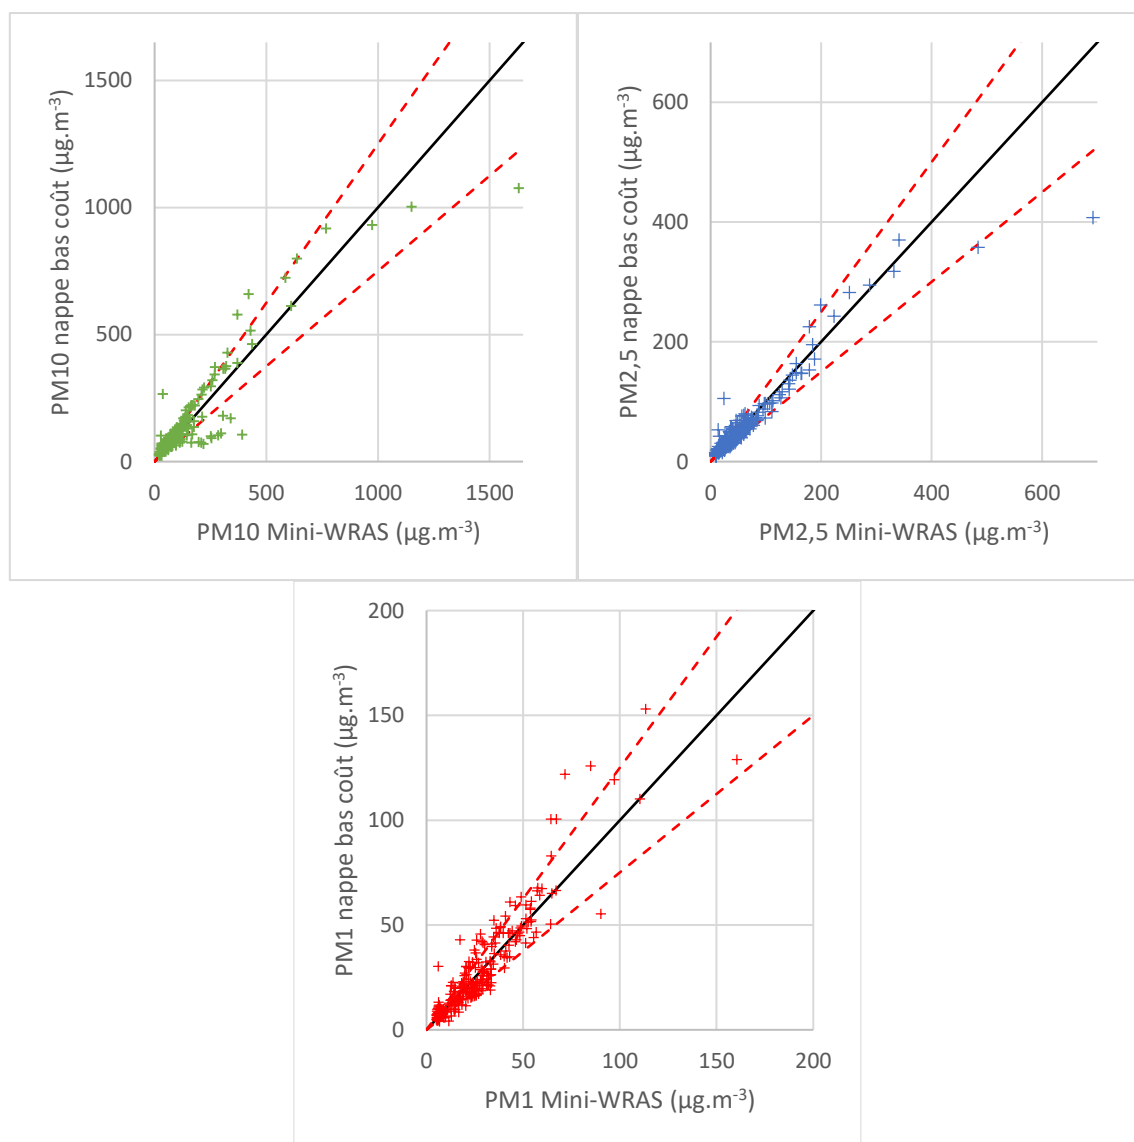 PM10 nappe bas coût (µg.m⁻³)
1500
1000
500
0
0 500 1000 1500
PM10 Mini-WRAS (µg.m⁻³)
PM2,5 nappe bas coût (µg.m⁻³)
600
400
200
0
0 200 400 600
PM2,5 Mini-WRAS (µg.m⁻³)
PM1 nappe bas coût (µg.m⁻³)
200
150
100
50
0
0 50 100 150 200
PM1 Mini-WRAS (µg.m⁻³)